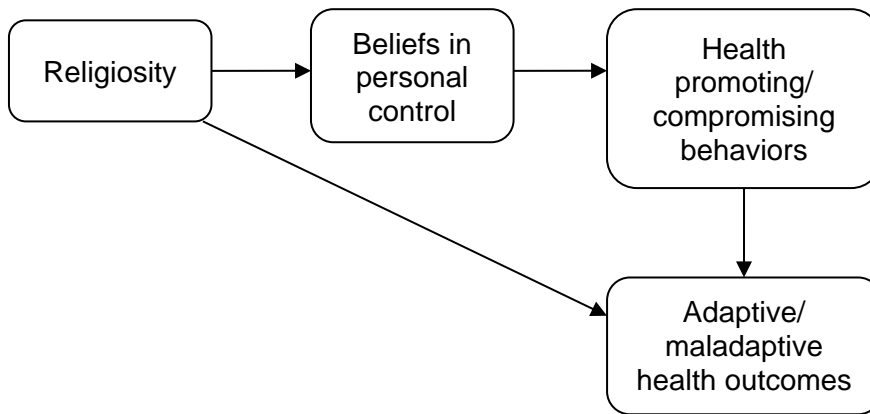 Religiosity
Beliefs in
personal
control
Health
promoting/
compromising
behaviors
Adaptive/
maladaptive
health outcomes